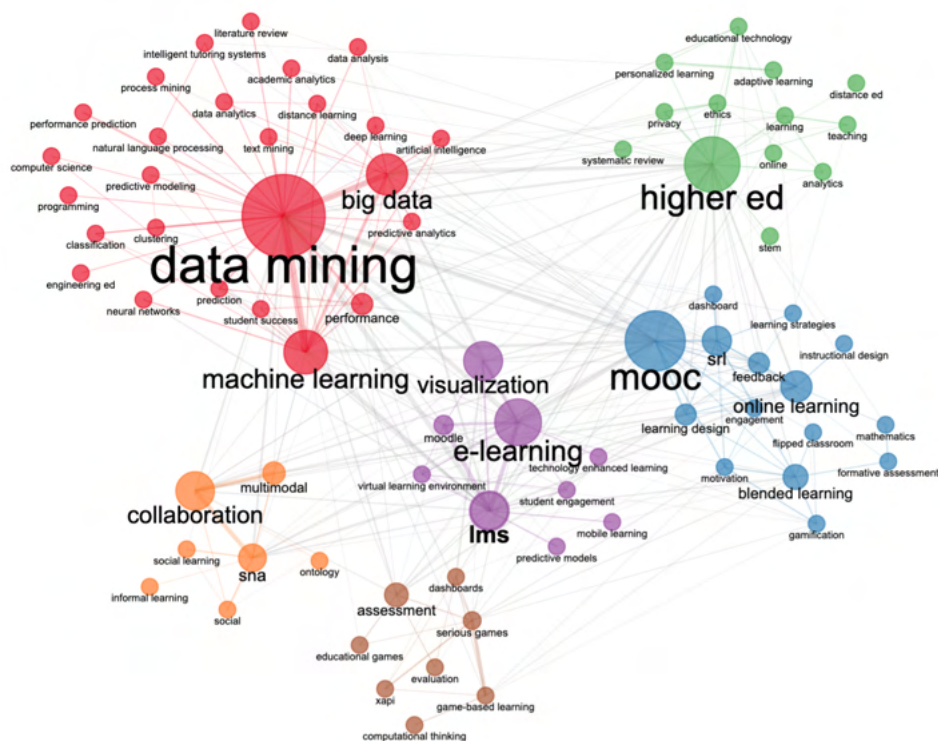 literature review
intelligent tutoring systems
data analysis
process mining
academic analytics
data analytics
distance learning
performance prediction
deep learning
natural language processing
text mining
artificial intelligence
computer science
predictive modeling
big data
programming
predictive analytics
classification
clustering
data mining
engineering ed
prediction
neural networks
student success
performance
machine learning
educational technology
personalized learning
adaptive learning
distance ed
privacy
ethics
learning
teaching
systematic review
online
analytics
higher ed
stem
dashboard
learning strategies
srl
instructional design
mooc
feedback
online learning
engagement
learning design
flipped classroom
mathematics
motivation
formative assessment
blended learning
gamification
visualization
moodle
e-learning
technology enhanced learning
virtual learning environment
student engagement
lms
mobile learning
predictive models
multimodal
collaboration
social learning
sna
ontology
informal learning
social
dashboards
assessment
serious games
educational games
evaluation
xapi
game-based learning
computational thinking